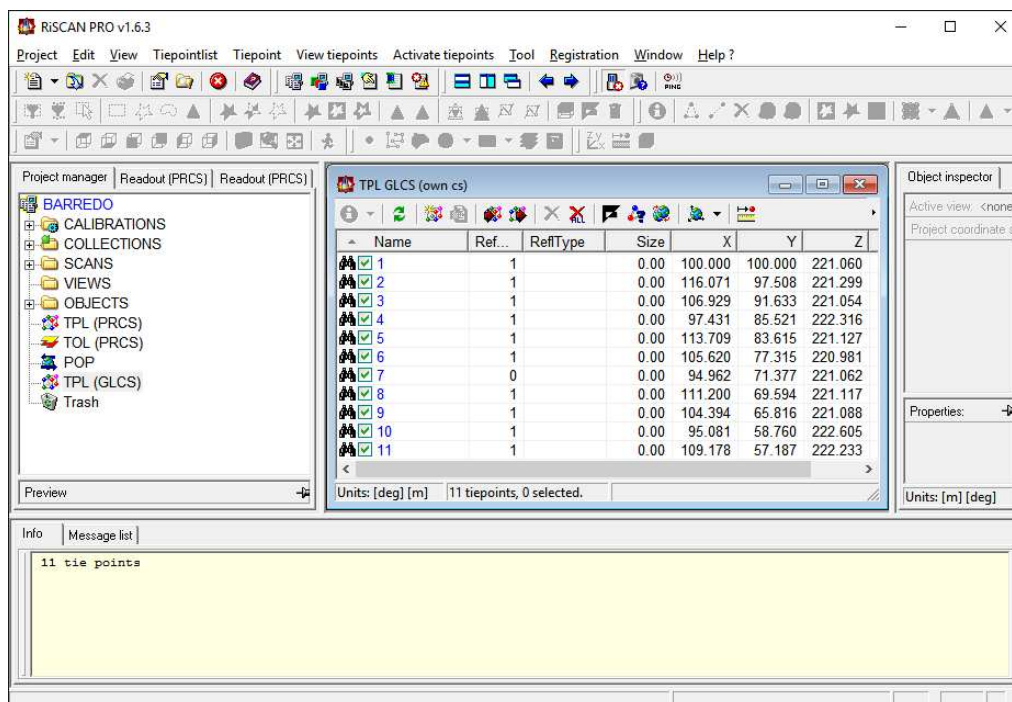 RiSCAN PRO v1.6.3
Project Edit View Tiepointlist Tiepoint View tiepoints Activate tiepoints Tool Registration Window Help ?
PING
Project manager Readout (PRCS) Readout (PRCS)
BARREDO
CALIBRATIONS
COLLECTIONS
SCANS
VIEWS
OBJECTS
TPL (PRCS)
TOL (PRCS)
POP
TPL (GLCS)
Trash
Preview
TPL GLCS (own cs)
ALL
Name Ref... ReflType Size X Y Z
1 1 0.00 100.000 100.000 221.060
2 1 0.00 116.071 97.508 221.299
3 1 0.00 106.929 91.633 221.054
4 1 0.00 97.431 85.521 222.316
5 1 0.00 113.709 83.615 221.127
6 1 0.00 105.620 77.315 220.981
7 0 0.00 94.962 71.377 221.062
8 1 0.00 111.200 69.594 221.117
9 1 0.00 104.394 65.816 221.088
10 1 0.00 95.081 58.760 222.605
11 1 0.00 109.178 57.187 222.233
Units: [deg] [m] 11 tiepoints, 0 selected.
Object inspector
Active view: <none
Project coordinate s
Properties:
Units: [m] [deg]
Info Message list
11 tie points